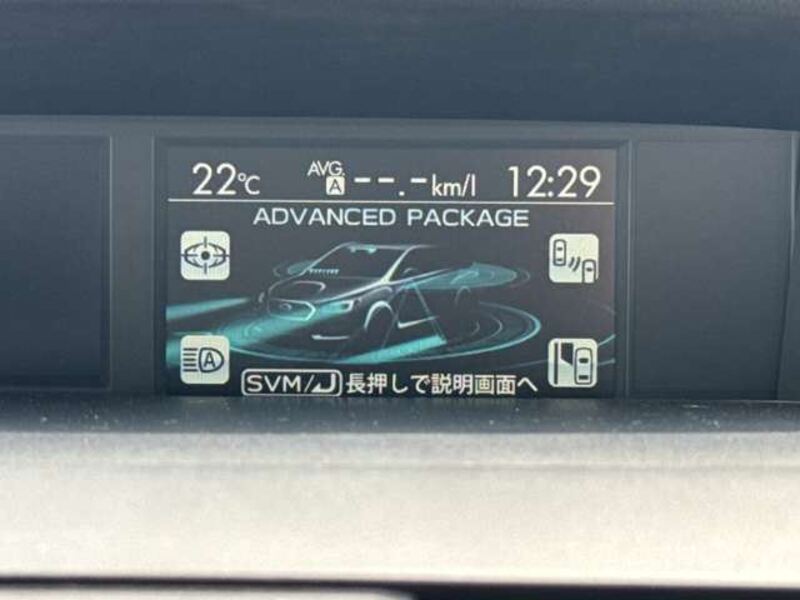 22℃ AVG. A --.-km/l 12:29
ADVANCED PACKAGE
A
SVM/⤶ 長押しで説明画面へ